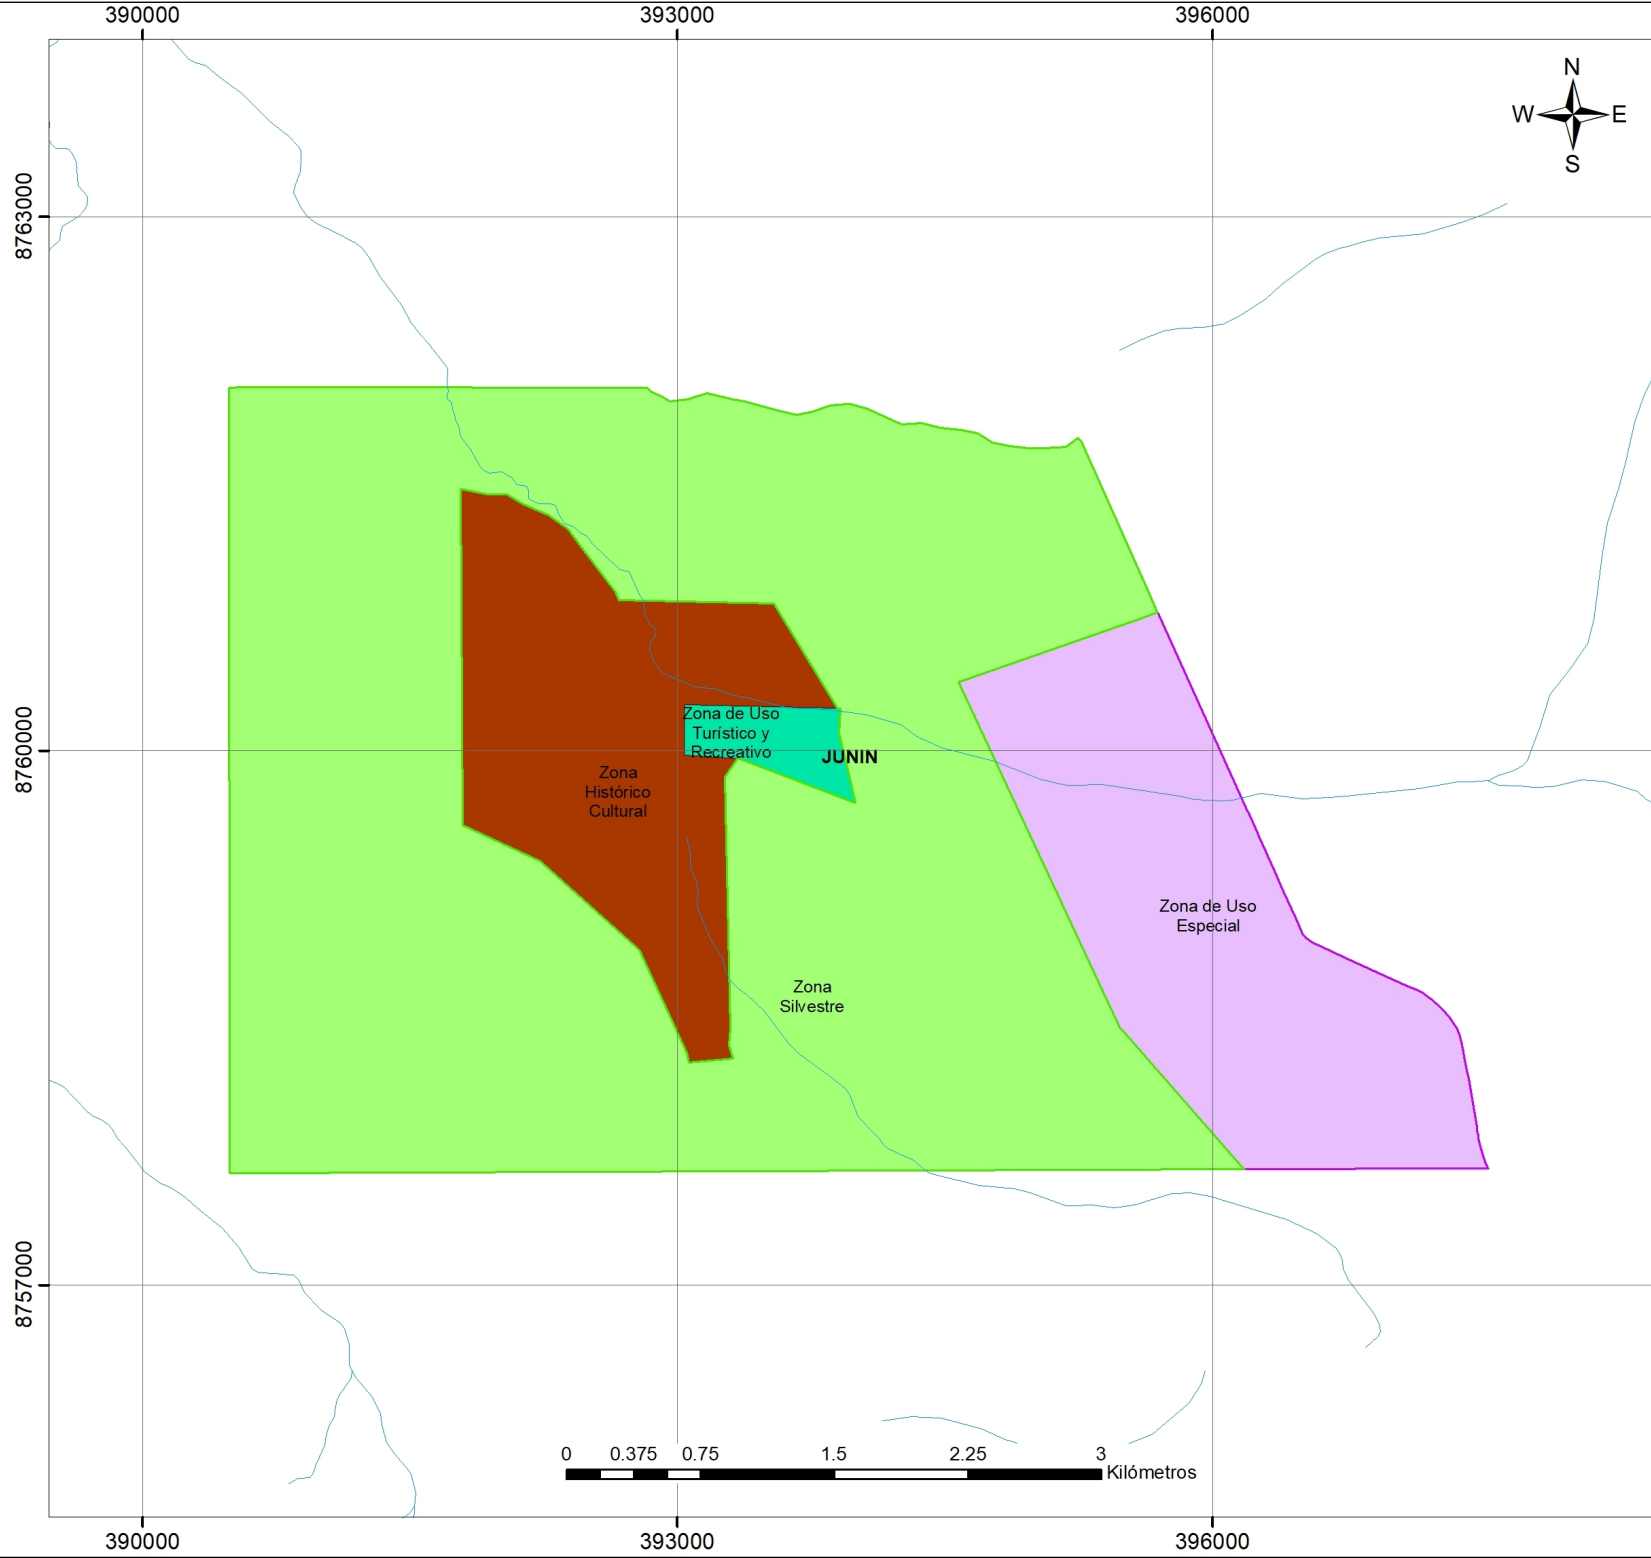 390000
393000
396000
N
W
E
S
8763000
8760000
8757000
Zona de Uso
Turístico y
Recreativo
JUNIN
Zona
Histórico
Cultural
Zona de Uso
Especial
Zona
Silvestre
0
0.375
0.75
1.5
2.25
3
Kilómetros
390000
393000
396000